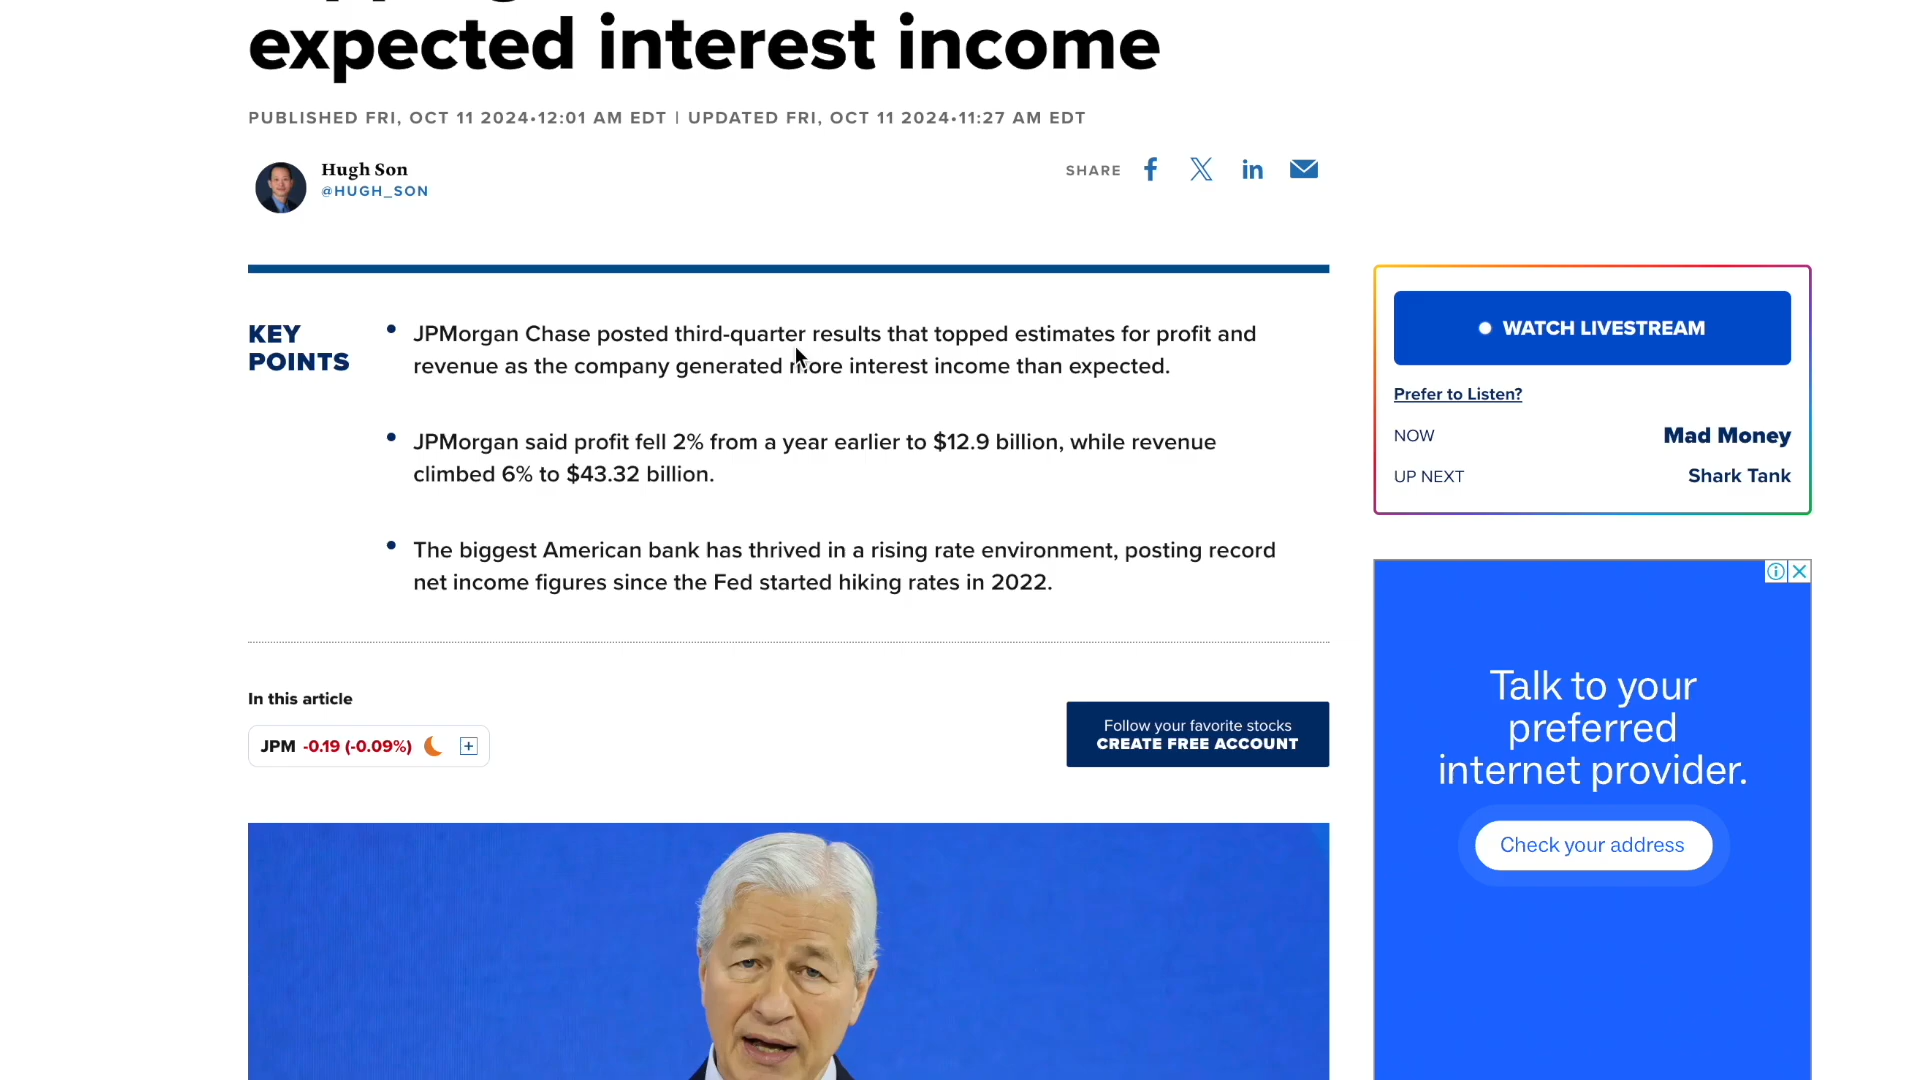 expected interest income
PUBLISHED FRI, OCT 11 2024•12:01 AM EDT | UPDATED FRI, OCT 11 2024•11:27 AM EDT
Hugh Son
@HUGH_SON
SHARE
KEY
POINTS
JPMorgan Chase posted third-quarter results that topped estimates for profit and
revenue as the company generated more interest income than expected.
JPMorgan said profit fell 2% from a year earlier to $12.9 billion, while revenue
climbed 6% to $43.32 billion.
The biggest American bank has thrived in a rising rate environment, posting record
net income figures since the Fed started hiking rates in 2022.
In this article
JPM -0.19 (-0.09%)
Follow your favorite stocks
CREATE FREE ACCOUNT
WATCH LIVESTREAM
Prefer to Listen?
NOW Mad Money
UP NEXT Shark Tank
Talk to your
preferred
internet provider.
Check your address